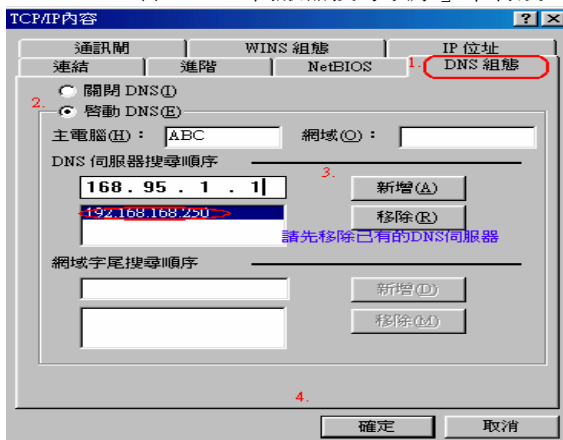 TCP/IP內容
通訊閘 WINS 組態 IP 位址
連結 進階 NetBIOS 1. DNS 組態
關閉 DNS(I)
2. 啓動 DNS(E)
主電腦(H)： ABC 網域(O)：
DNS 伺服器搜尋順序
3.
168 . 95 . 1 . 1 新增(A)
192.168.168.250 移除(R)
請先移除已有的DNS伺服器
網域字尾搜尋順序
新增(D)
移除(M)
4.
確定 取消